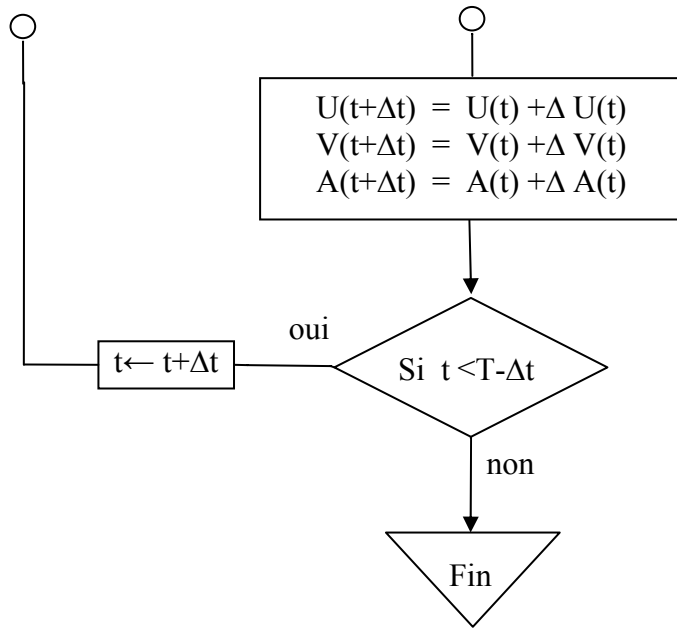 U(t+Δt) = U(t) +Δ U(t)
V(t+Δt) = V(t) +Δ V(t)
A(t+Δt) = A(t) +Δ A(t)
oui
t← t+Δt
Si t <T-Δt
non
Fin